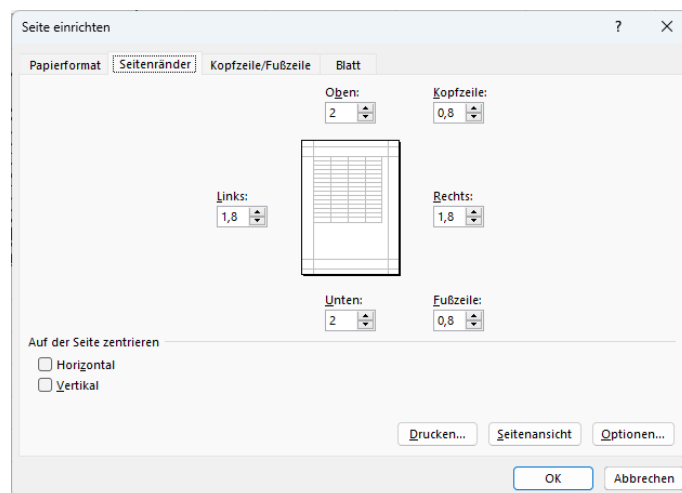 Seite einrichten ?
Papierformat Seitenränder Kopfzeile/Fußzeile Blatt
Oben: Kopfzeile:
2 0,8
Links: Rechts:
1,8 1,8
Unten: Fußzeile:
2 0,8
Auf der Seite zentrieren
Horizontal
Vertikal
Drucken... Seitenansicht Optionen...
OK Abbrechen